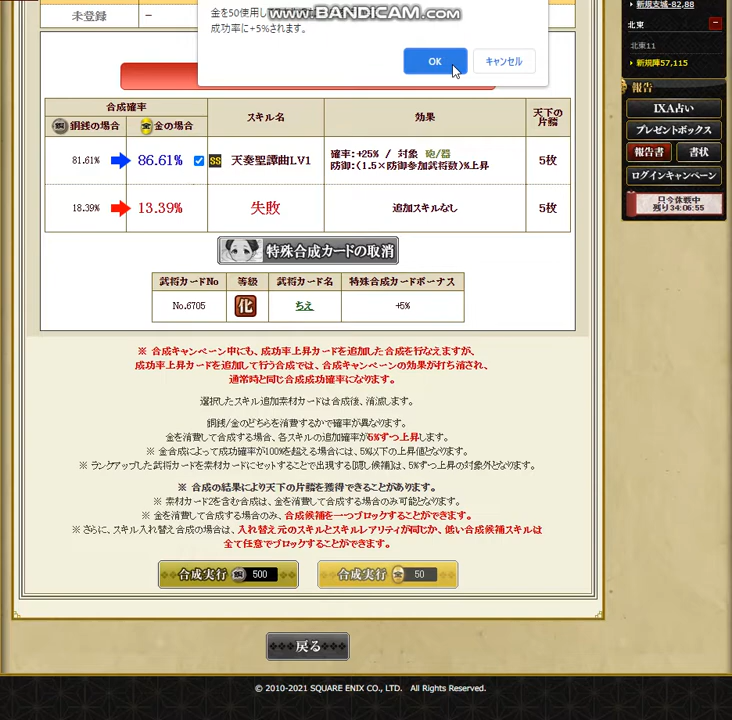 未登録 －
金を50使用し
www.BANDICAM.com
成功率に+5%されます。
OK キャンセル
合成確率 スキル名 効果 天下の片勝
銅銭の場合 金の場合
81.61% 86.61% SS 天奏聖譚曲LV1 確率:+25% / 対象 砲/器 5枚
防御:(1.5×防御参加武将数)%上昇
18.39% 13.39% 失敗 追加スキルなし 5枚
特殊合成カードの取消
武将カードNo 等級 武将カード名 特殊合成カードボーナス
No.6705 化 ちえ +5%
※ 合成キャンペーン中にも、成功率上昇カードを追加した合成を行なえますが、
成功率上昇カードを追加して行う合成では、合成キャンペーンの効果が打ち消され、
通常時と同じ合成成功確率になります。
選択したスキル追加素材カードは合成後、消滅します。
銅銭/金のどちらを消費するかで確率が異なります。
金を消費して合成する場合、各スキルの追加確率が5%ずつ上昇します。
※ 金合成によって成功確率が100%を超える場合には、5%以下の上昇値となります。
※ ランクアップした武将カードを素材カードにセットすることで出現する[隠し候補]は、5%ずつ上昇の対象外となります。
※ 合成の結果により天下の片勝を獲得できることがあります。
※ 素材カード2を含む合成は、金を消費して合成する場合のみ可能となります。
※ 金を消費して合成する場合のみ、合成候補を一つブロックすることができます。
※ さらに、スキル入れ替え合成の場合は、入れ替え元のスキルとスキルレアリティが同じか、低い合成候補スキルは
全て任意でブロックすることができます。
合成実行 銅 500 合成実行 金 50
戻る
© 2010-2021 SQUARE ENIX CO., LTD. All Rights Reserved.
新規支城-82,88
北東
北東11
新規陣57,115
報告
IXA占い
プレゼントボックス
報告書 書状
ログインキャンペーン
只今休戦中
残り34:06:55